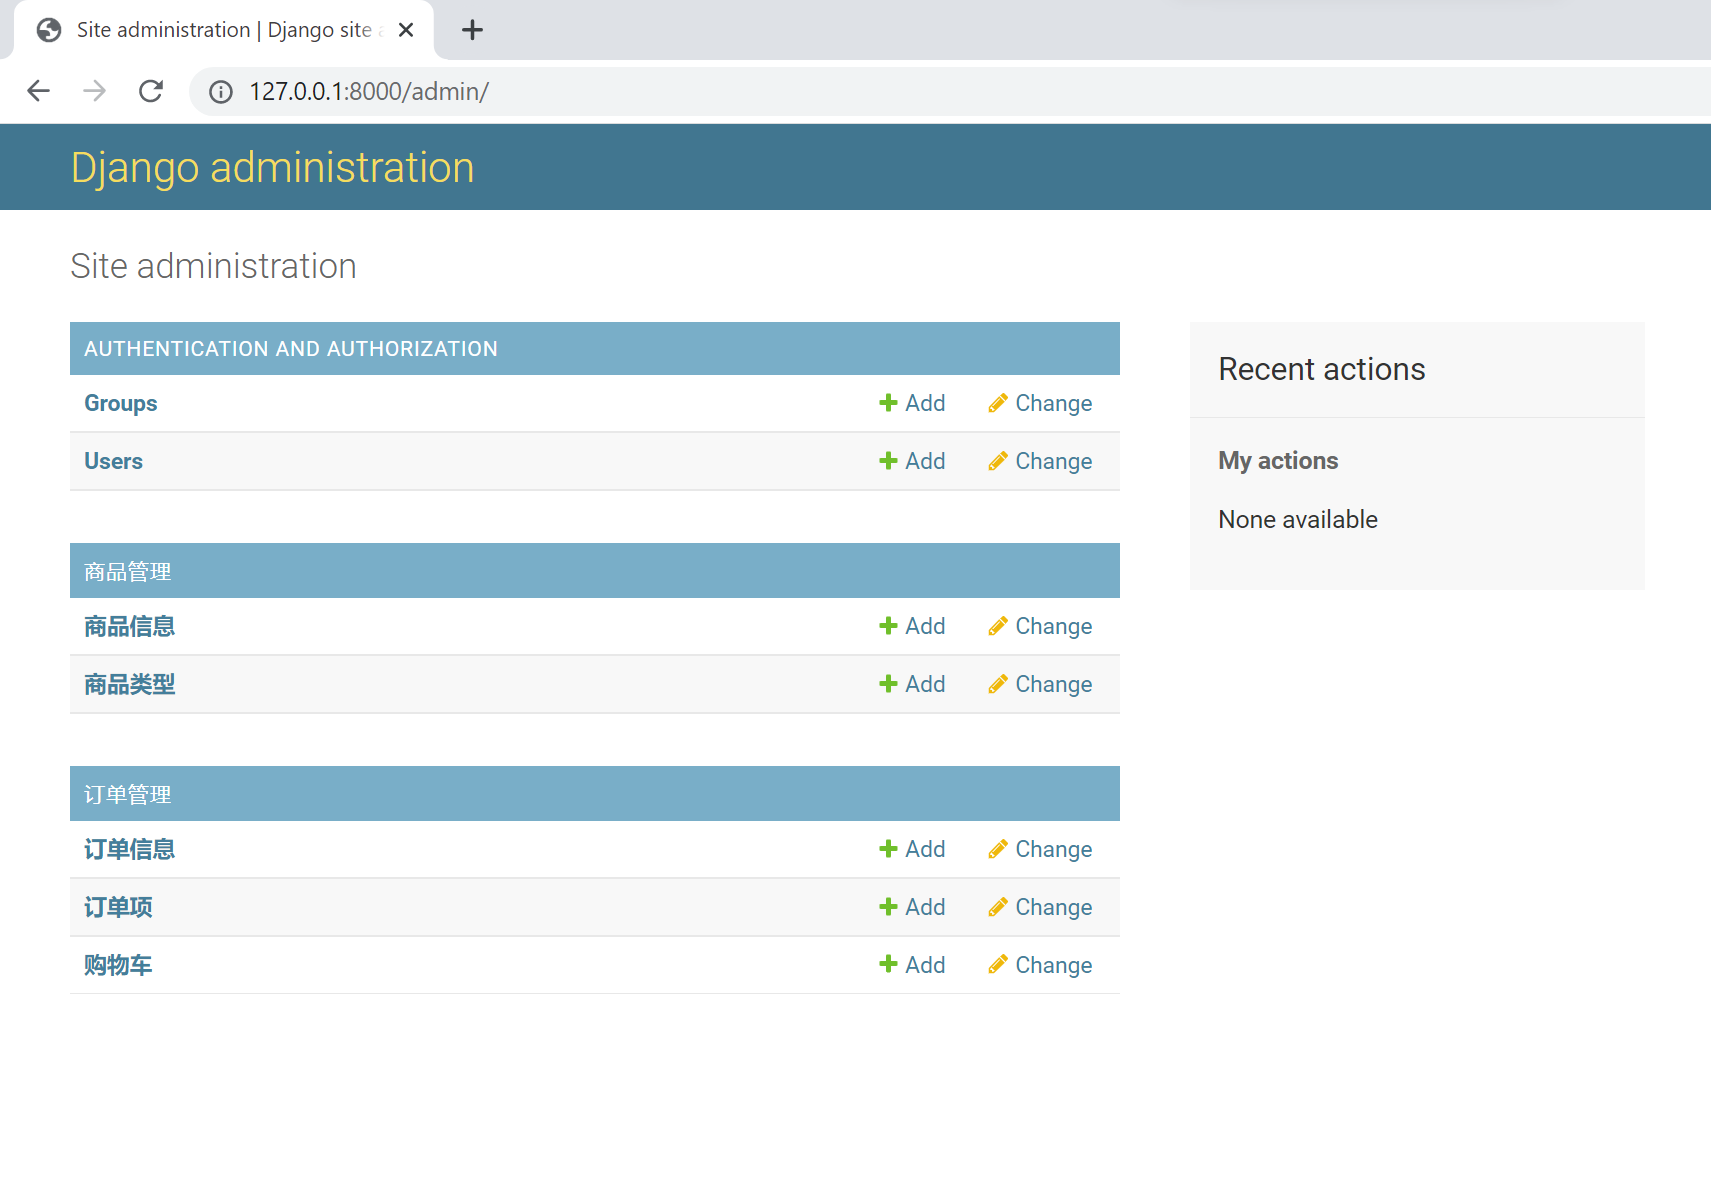 Site administration | Django site
127.0.0.1:8000/admin/
Django administration
Site administration
AUTHENTICATION AND AUTHORIZATION
Groups Add Change
Users Add Change
商品管理
商品信息 Add Change
商品类型 Add Change
订单管理
订单信息 Add Change
订单项 Add Change
购物车 Add Change
Recent actions
My actions
None available